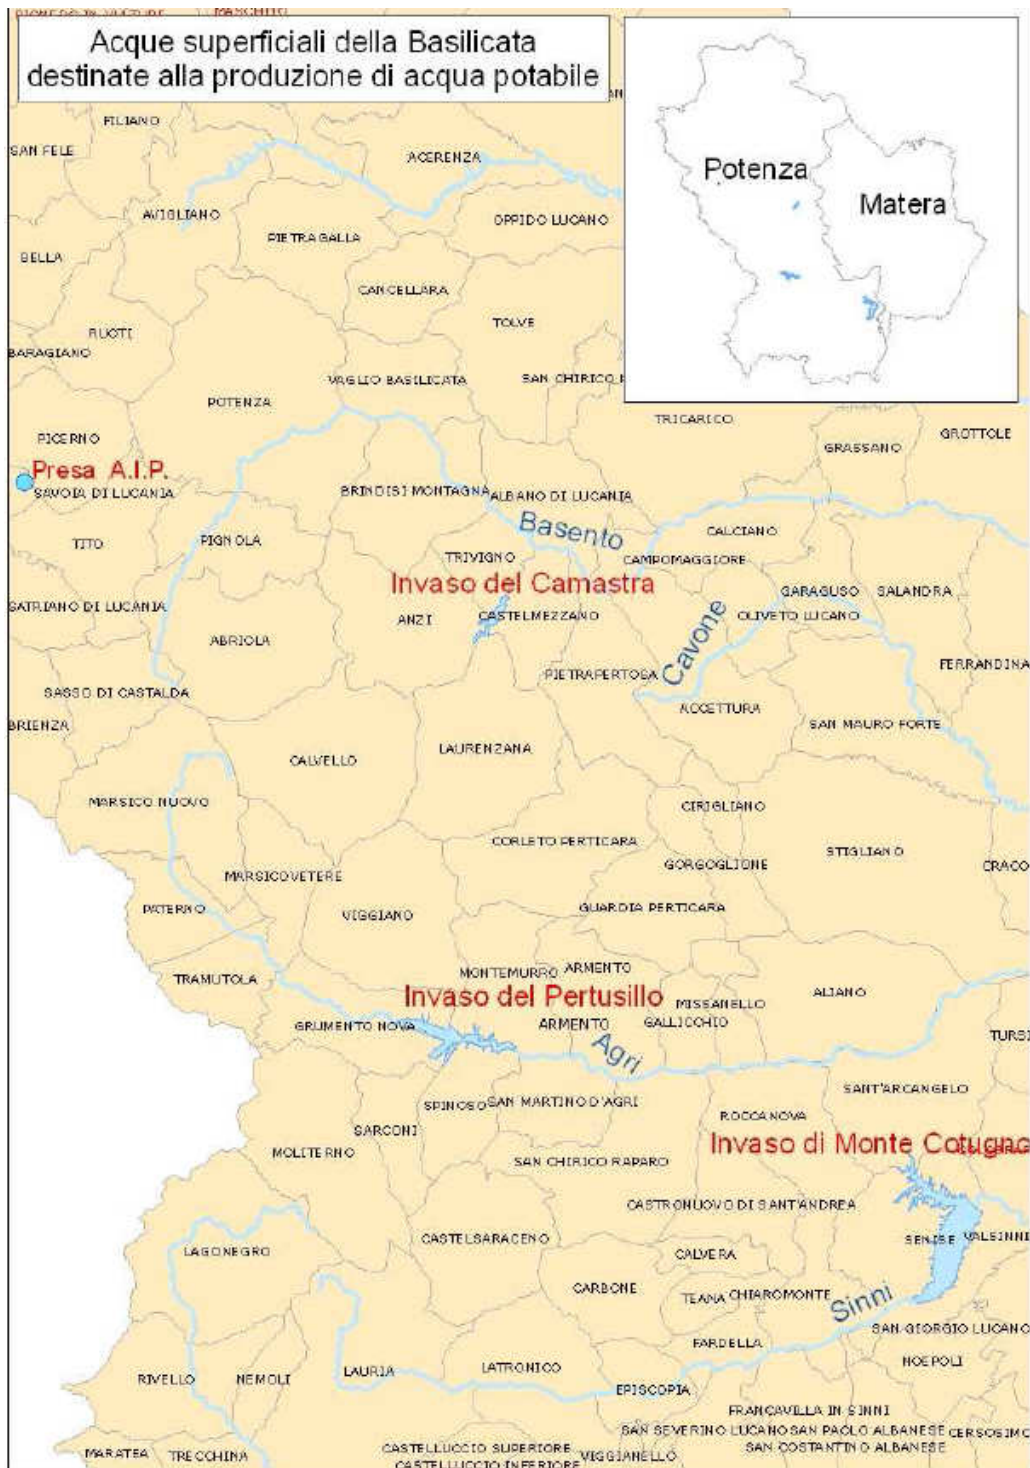 MASCHITO
Acque superficiali della Basilicata
destinate alla produzione di acqua potabile
Potenza
Matera
FILIANO
SAN FELE
ACERENZA
AVIGLIANO
OPPIDO LUCANO
PIETRAGALLA
BELLA
CANCELLARA
TOLVE
RUOTI
BARAGIANO
VAGLIO BASILICATA
SAN CHIRICO
POTENZA
TRICARICO
GROTTOLE
PICERNO
GRASSANO
Presa A.I.P.
SAVOIA DI LUCANIA
BRINDISI MONTAGNA
ALBANO DI LUCANIA
Basento
CALCIANO
TITO
PIGNOLA
TRIVIGNO
CAMPOMAGGIORE
Invaso del Camastra
GARAGUSO
SALANDRA
SATRIANO DI LUCANIA
ANZI
CASTELMEZZANO
OLIVETO LUCANO
ABRIOLA
Cavone
FERRANDINA
PIETRAPERTOSA
SASSO DI CASTALDA
ACCETTURA
BRIENZA
SAN MAURO FORTE
LAURENZANA
CALVELLO
MARSICO NUOVO
CIRIGLIANO
CORLETO PERTICARA
STIGLIANO
GORGOGLIONE
CRACO
MARSICOVETERE
PATERNO
VIGGIANO
GUARDIA PERTICARA
TRAMUTOLA
MONTEMURRO
ARMENTO
ALIANO
Invaso del Pertusillo
MISSANELLO
GRUMENTO NOVA
ARMENTO
GALLICCHIO
TURSI
Agri
SANT'ARCANGELO
SPINOSO
SAN MARTINO D'AGRI
ROCCANOVA
SARCONI
Invaso di Monte Cotugno
MOLITERNO
SAN CHIRICO RAPARO
CASTRONUOVO DI SANT'ANDREA
CASTELSARACENO
SENISE
VALSINNI
LAGONEGRO
CALVERA
CARBONE
TEANA
CHIAROMONTE
Sinni
SAN GIORGIO LUCANO
FARDELLA
NOEPOLI
LATRONICO
LAURIA
RIVELLO
NEMOLI
EPISCOPIA
FRANCAVILLA IN SINNI
SAN SEVERINO LUCANO
SAN PAOLO ALBANESE
CERSOSIMO
MARATEA
TRECCHINA
CASTELLUCCIO SUPERIORE
VIGGIANELLO
SAN COSTANTINO ALBANESE
CASTELLUCCIO INFERIORE